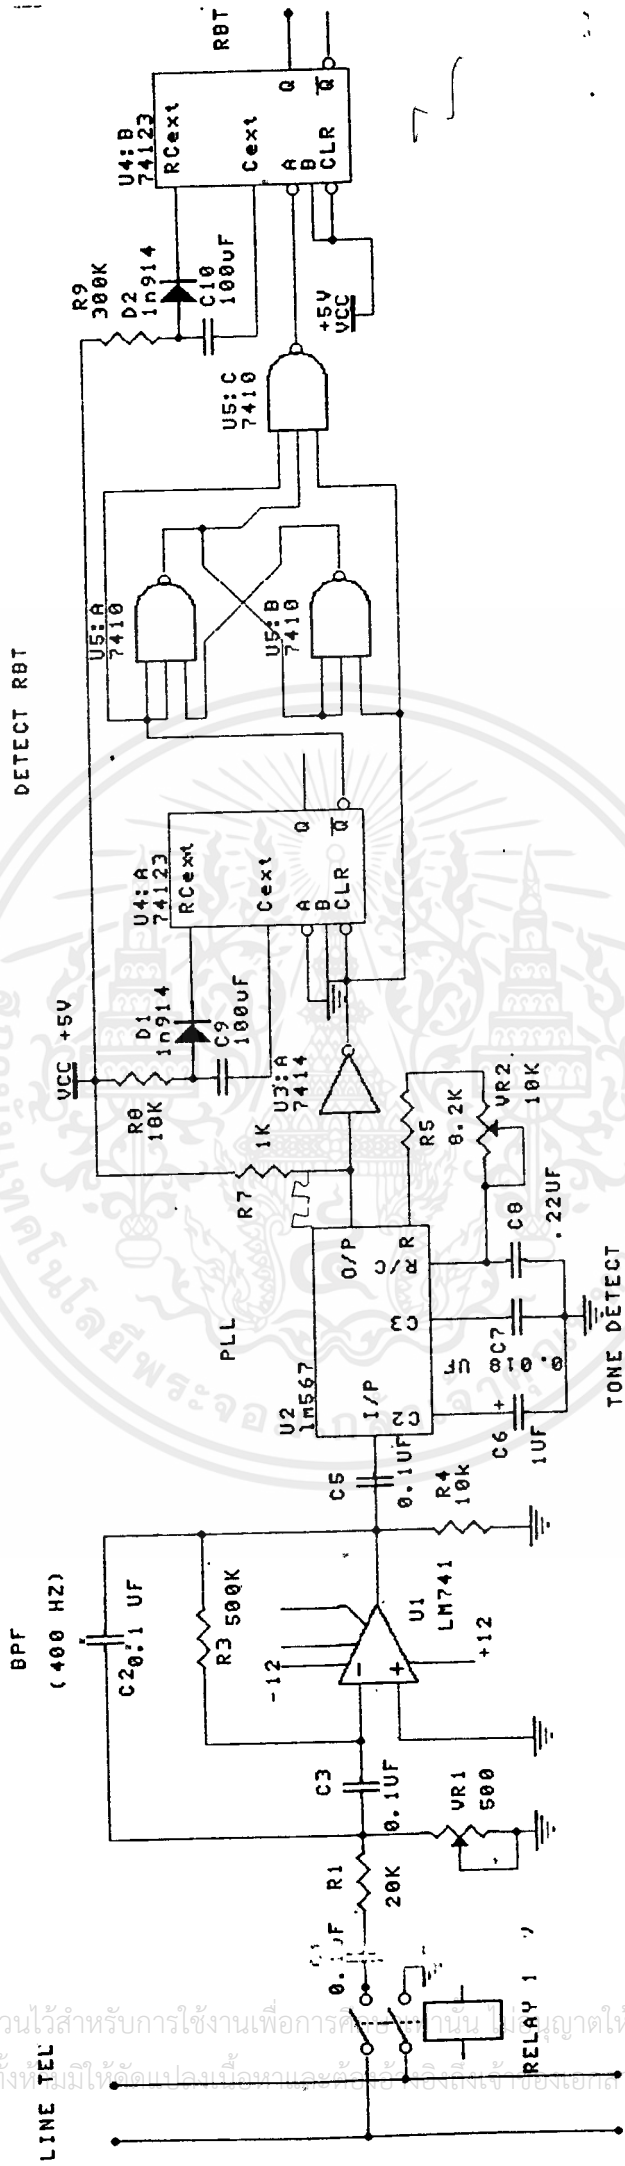 LINE TEL
RELAY 1
R1
20K
VR1
500
C3
0.1UF
BPF
(400 HZ)
C2
0.1 UF
R3 500K
-12
+12
U1
LM741
C5
0.1UF
R4
10k
U2
lM567
PLL
I/P
O/P
C2
C3
R/C
R
C6
+
1UF
C7
0.018 UF
C8
.22UF
TONE DETECT
R5
8.2K
VR2
10K
R7
1K
U3:A
7414
VCC +5V
R8
18K
D1
1n914
C9
100uF
U4:A
74123
RCext
Cext
A
B
CLR
Q
Q
DETECT RBT
U5:A
7410
U5:B
7410
U5:C
7410
R9
300K
D2
1n914
C10
100uF
+5V
VCC
U4:B
74123
RCext
Cext
A
B
CLR
Q
Q
RBT